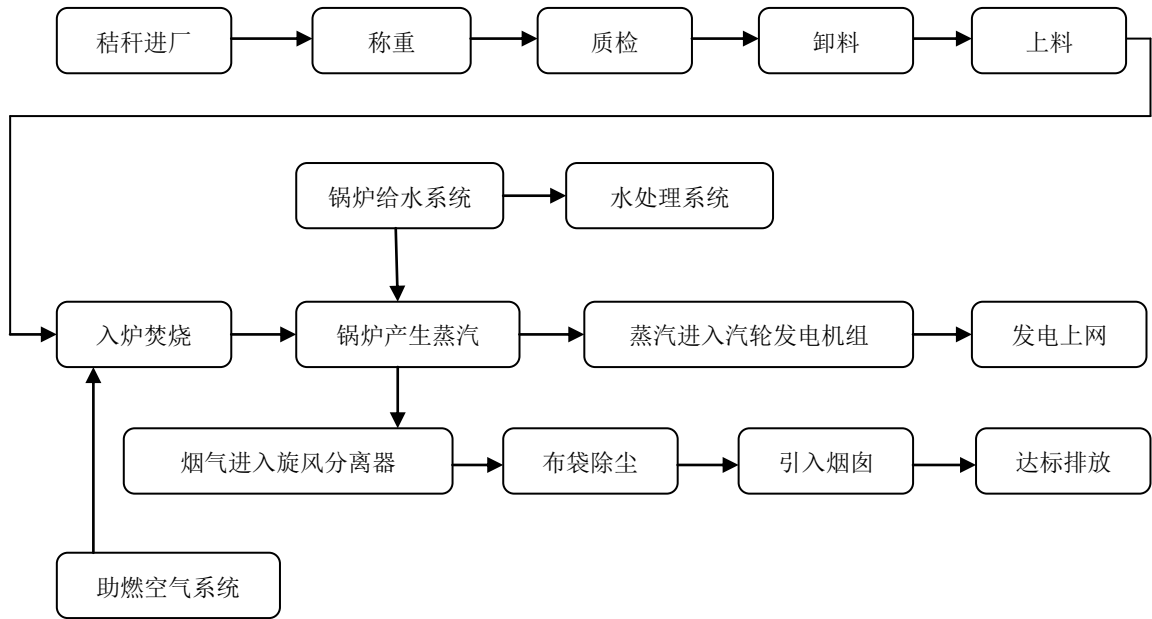 秸秆进厂
称重
质检
卸料
上料
锅炉给水系统
水处理系统
入炉焚烧
锅炉产生蒸汽
蒸汽进入汽轮发电机组
发电上网
烟气进入旋风分离器
布袋除尘
引入烟囱
达标排放
助燃空气系统